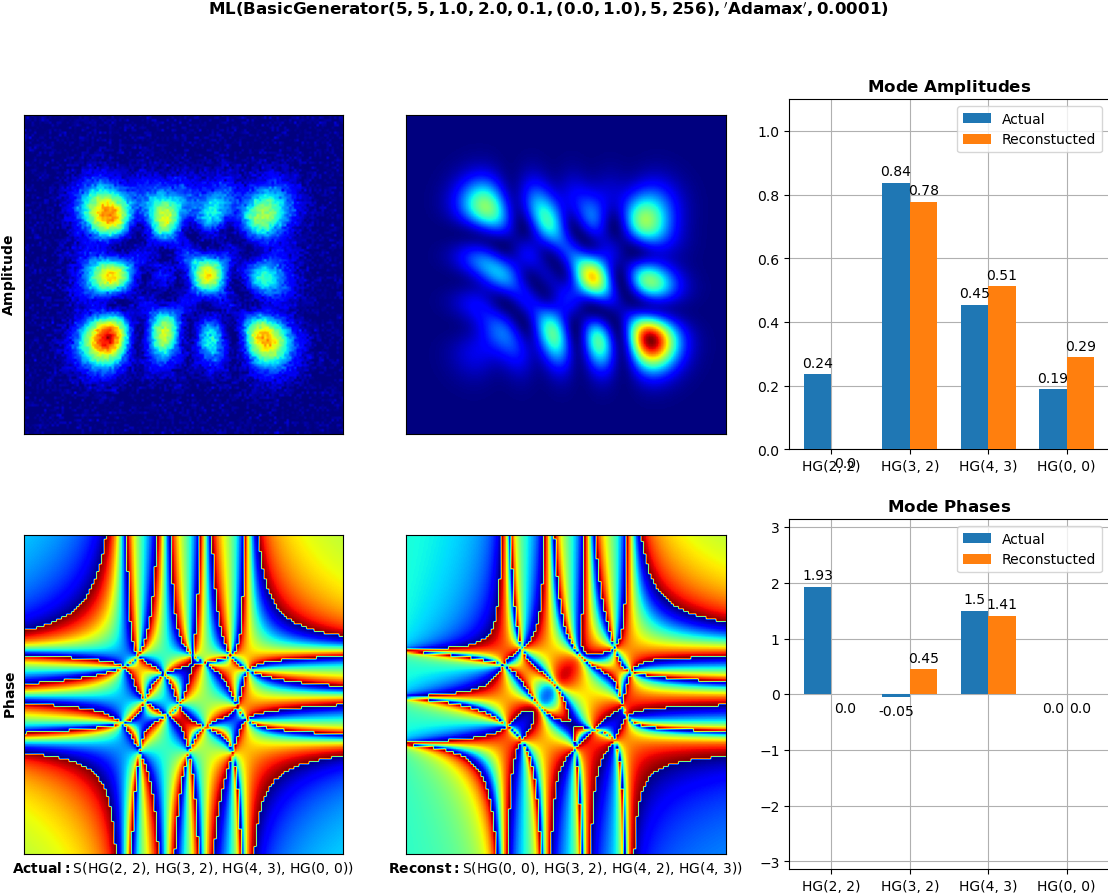 ML(BasicGenerator(5, 5, 1.0, 2.0, 0.1, (0.0, 1.0), 5, 256), 'Adamax', 0.0001)
Mode Amplitudes
Actual
Reconstucted
1.0
0.8
0.6
0.4
0.2
0.0
0.24
0.0
0.84
0.78
0.45
0.51
0.19
0.29
HG(2, 2)
HG(3, 2)
HG(4, 3)
HG(0, 0)
Amplitude
Mode Phases
Actual
Reconstucted
3
2
1
0
−1
−2
−3
1.93
0.0
-0.05
0.45
1.5
1.41
0.0
0.0
HG(2, 2)
HG(3, 2)
HG(4, 3)
HG(0, 0)
Phase
Actual: S(HG(2, 2), HG(3, 2), HG(4, 3), HG(0, 0))
Reconst: S(HG(0, 0), HG(3, 2), HG(4, 2), HG(4, 3))